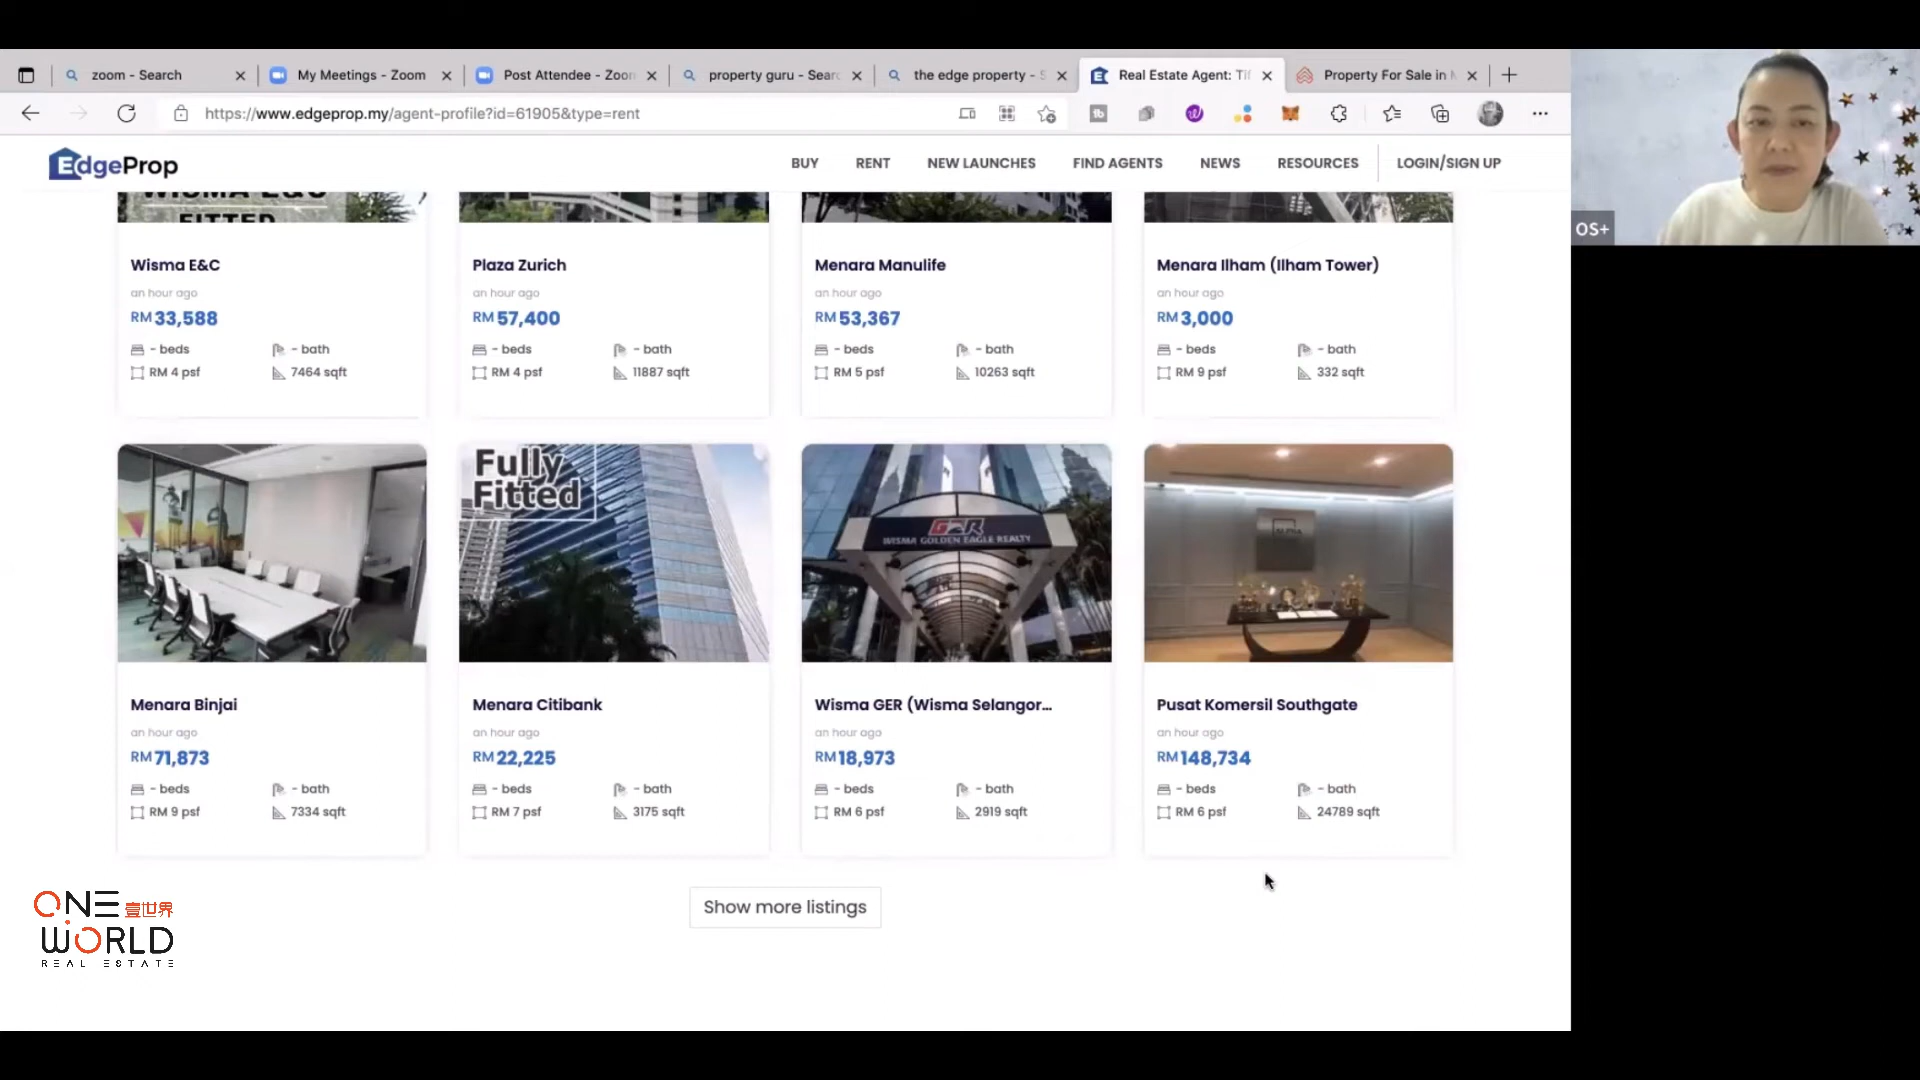 zoom - Search
My Meetings - Zoom
Post Attendee - Zoom
property guru - Sear
the edge property - S
Real Estate Agent: Tif
Property For Sale in
https://www.edgeprop.my/agent-profile?id=61905&type=rent
EdgeProp
BUY
RENT
NEW LAUNCHES
FIND AGENTS
NEWS
RESOURCES
LOGIN/SIGN UP
OS+
WISMA E&C
FITTED
Wisma E&C
Plaza Zurich
Menara Manulife
Menara Ilham (Ilham Tower)
an hour ago
an hour ago
an hour ago
an hour ago
RM 33,588
RM 57,400
RM 53,367
RM 3,000
- beds
- bath
- beds
- bath
- beds
- bath
- beds
- bath
RM 4 psf
7464 sqft
RM 4 psf
11887 sqft
RM 5 psf
10263 sqft
RM 9 psf
332 sqft
Fully
Fitted
GER
WISMA GOLDEN EAGLE REALTY
Menara Binjai
Menara Citibank
Wisma GER (Wisma Selangor...
Pusat Komersil Southgate
an hour ago
an hour ago
an hour ago
an hour ago
RM 71,873
RM 22,225
RM 18,973
RM 148,734
- beds
- bath
- beds
- bath
- beds
- bath
- beds
- bath
RM 9 psf
7334 sqft
RM 7 psf
3175 sqft
RM 6 psf
2919 sqft
RM 6 psf
24789 sqft
Show more listings
ONE 壹世界
WORLD
REAL ESTATE